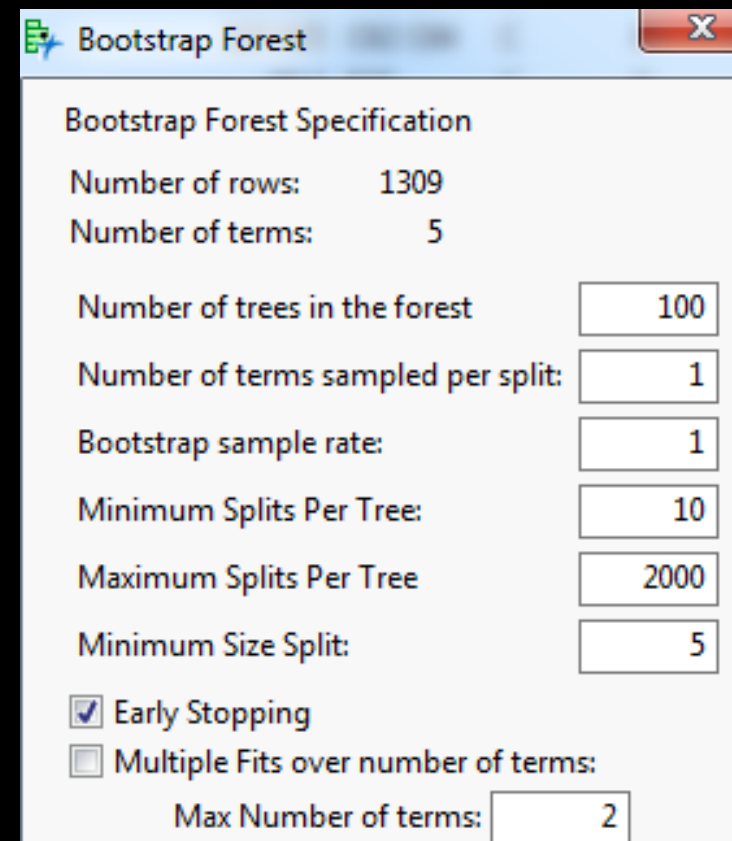 Bootstrap Forest
Bootstrap Forest Specification
Number of rows: 1309
Number of terms: 5
Number of trees in the forest 100
Number of terms sampled per split: 1
Bootstrap sample rate: 1
Minimum Splits Per Tree: 10
Maximum Splits Per Tree 2000
Minimum Size Split: 5
Early Stopping
Multiple Fits over number of terms:
Max Number of terms: 2